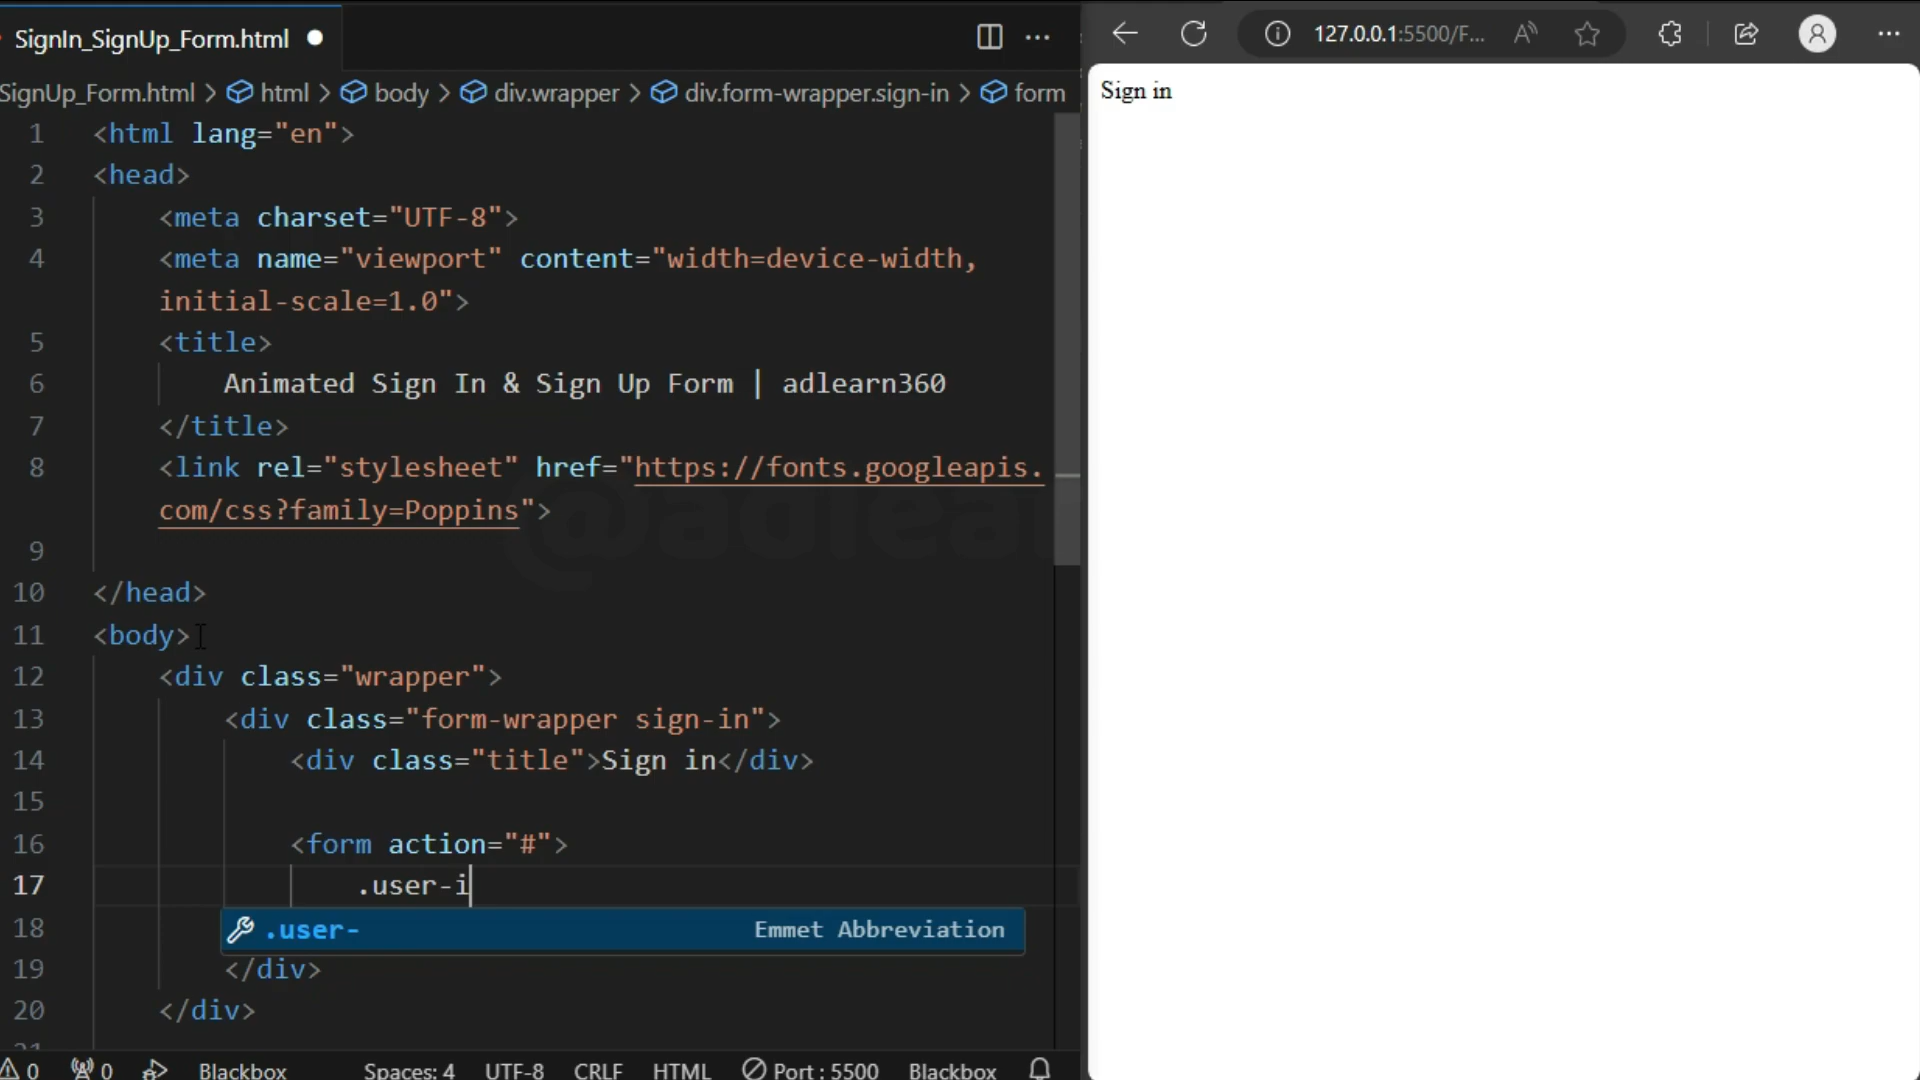 SignIn_SignUp_Form.html
127.0.0.1:5500/F...
SignUp_Form.html > html > body > div.wrapper > div.form-wrapper.sign-in > form
Sign in
1 <html lang="en">
2 <head>
3 <meta charset="UTF-8">
4 <meta name="viewport" content="width=device-width,
initial-scale=1.0">
5 <title>
6 Animated Sign In & Sign Up Form | adlearn360
7 </title>
8 <link rel="stylesheet" href="https://fonts.googleapis.
com/css?family=Poppins">
@adlear
9
10 </head>
11 <body>
12 <div class="wrapper">
13 <div class="form-wrapper sign-in">
14 <div class="title">Sign in</div>
15
16 <form action="#">
17 .user-i
18 .user- Emmet Abbreviation
19 </div>
20 </div>
21
0 0 Blackbox Spaces: 4 UTF-8 CRLF HTML Port : 5500 Blackbox